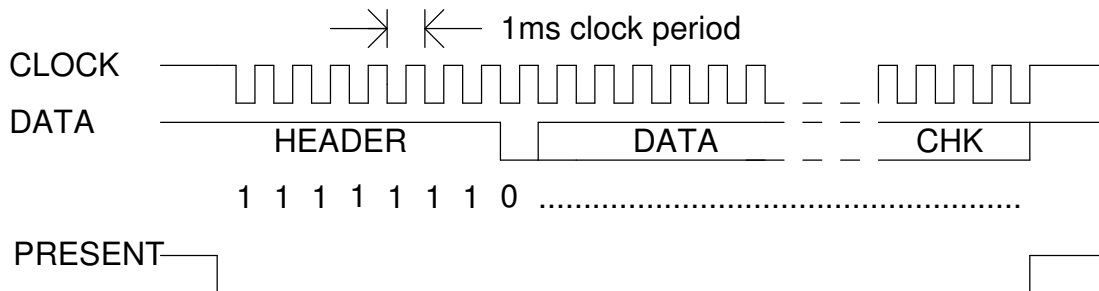 1ms clock period
CLOCK
DATA
HEADER DATA CHK
1 1 1 1 1 1 1 0 ......................................................
PRESENT